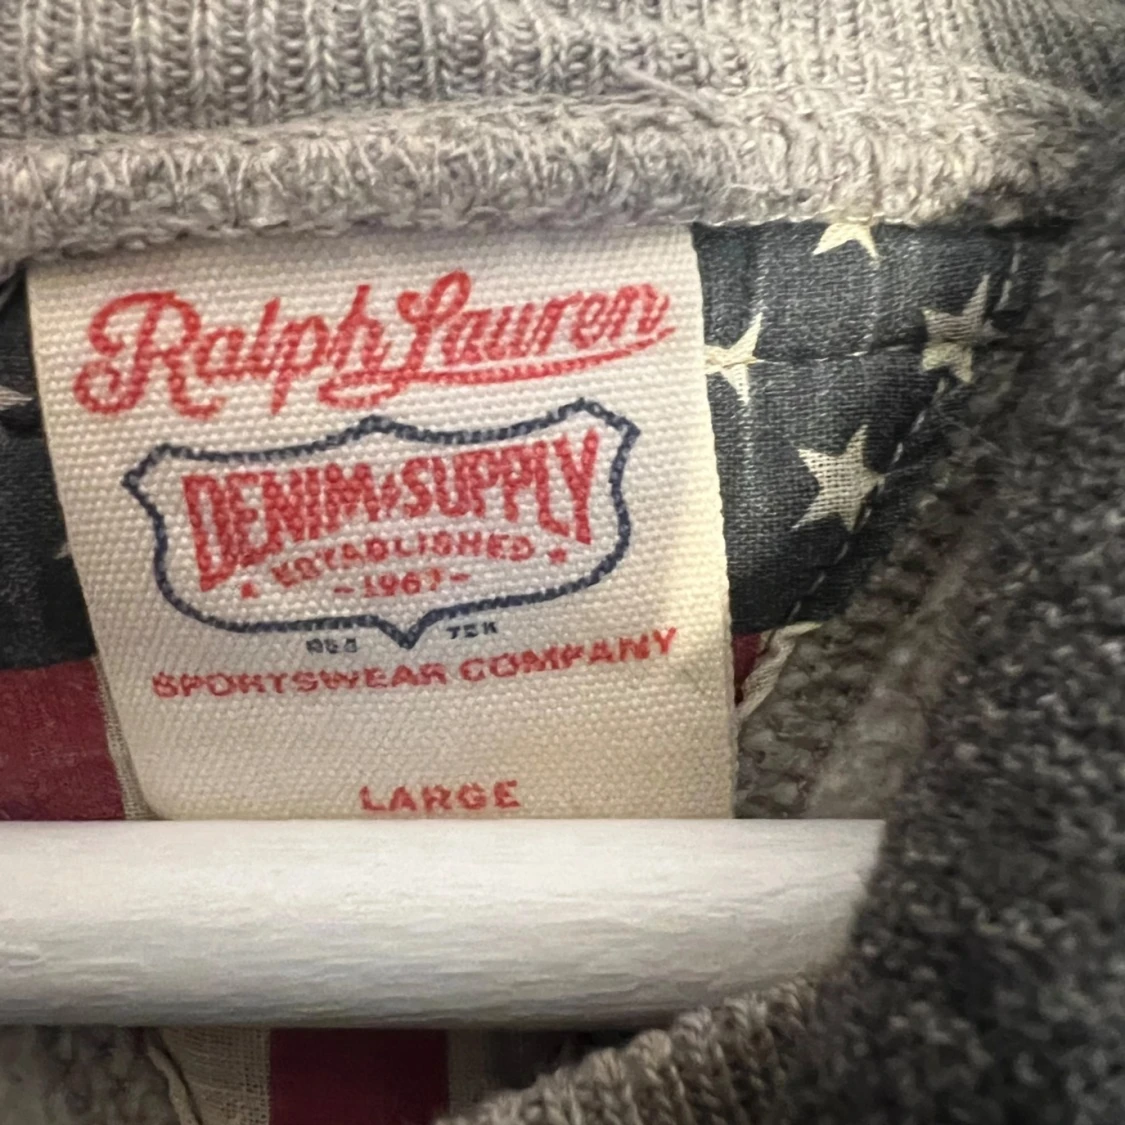 Ralph Lauren
DENIM & SUPPLY
ESTABLISHED
-1967-
SPORTSWEAR COMPANY
LARGE